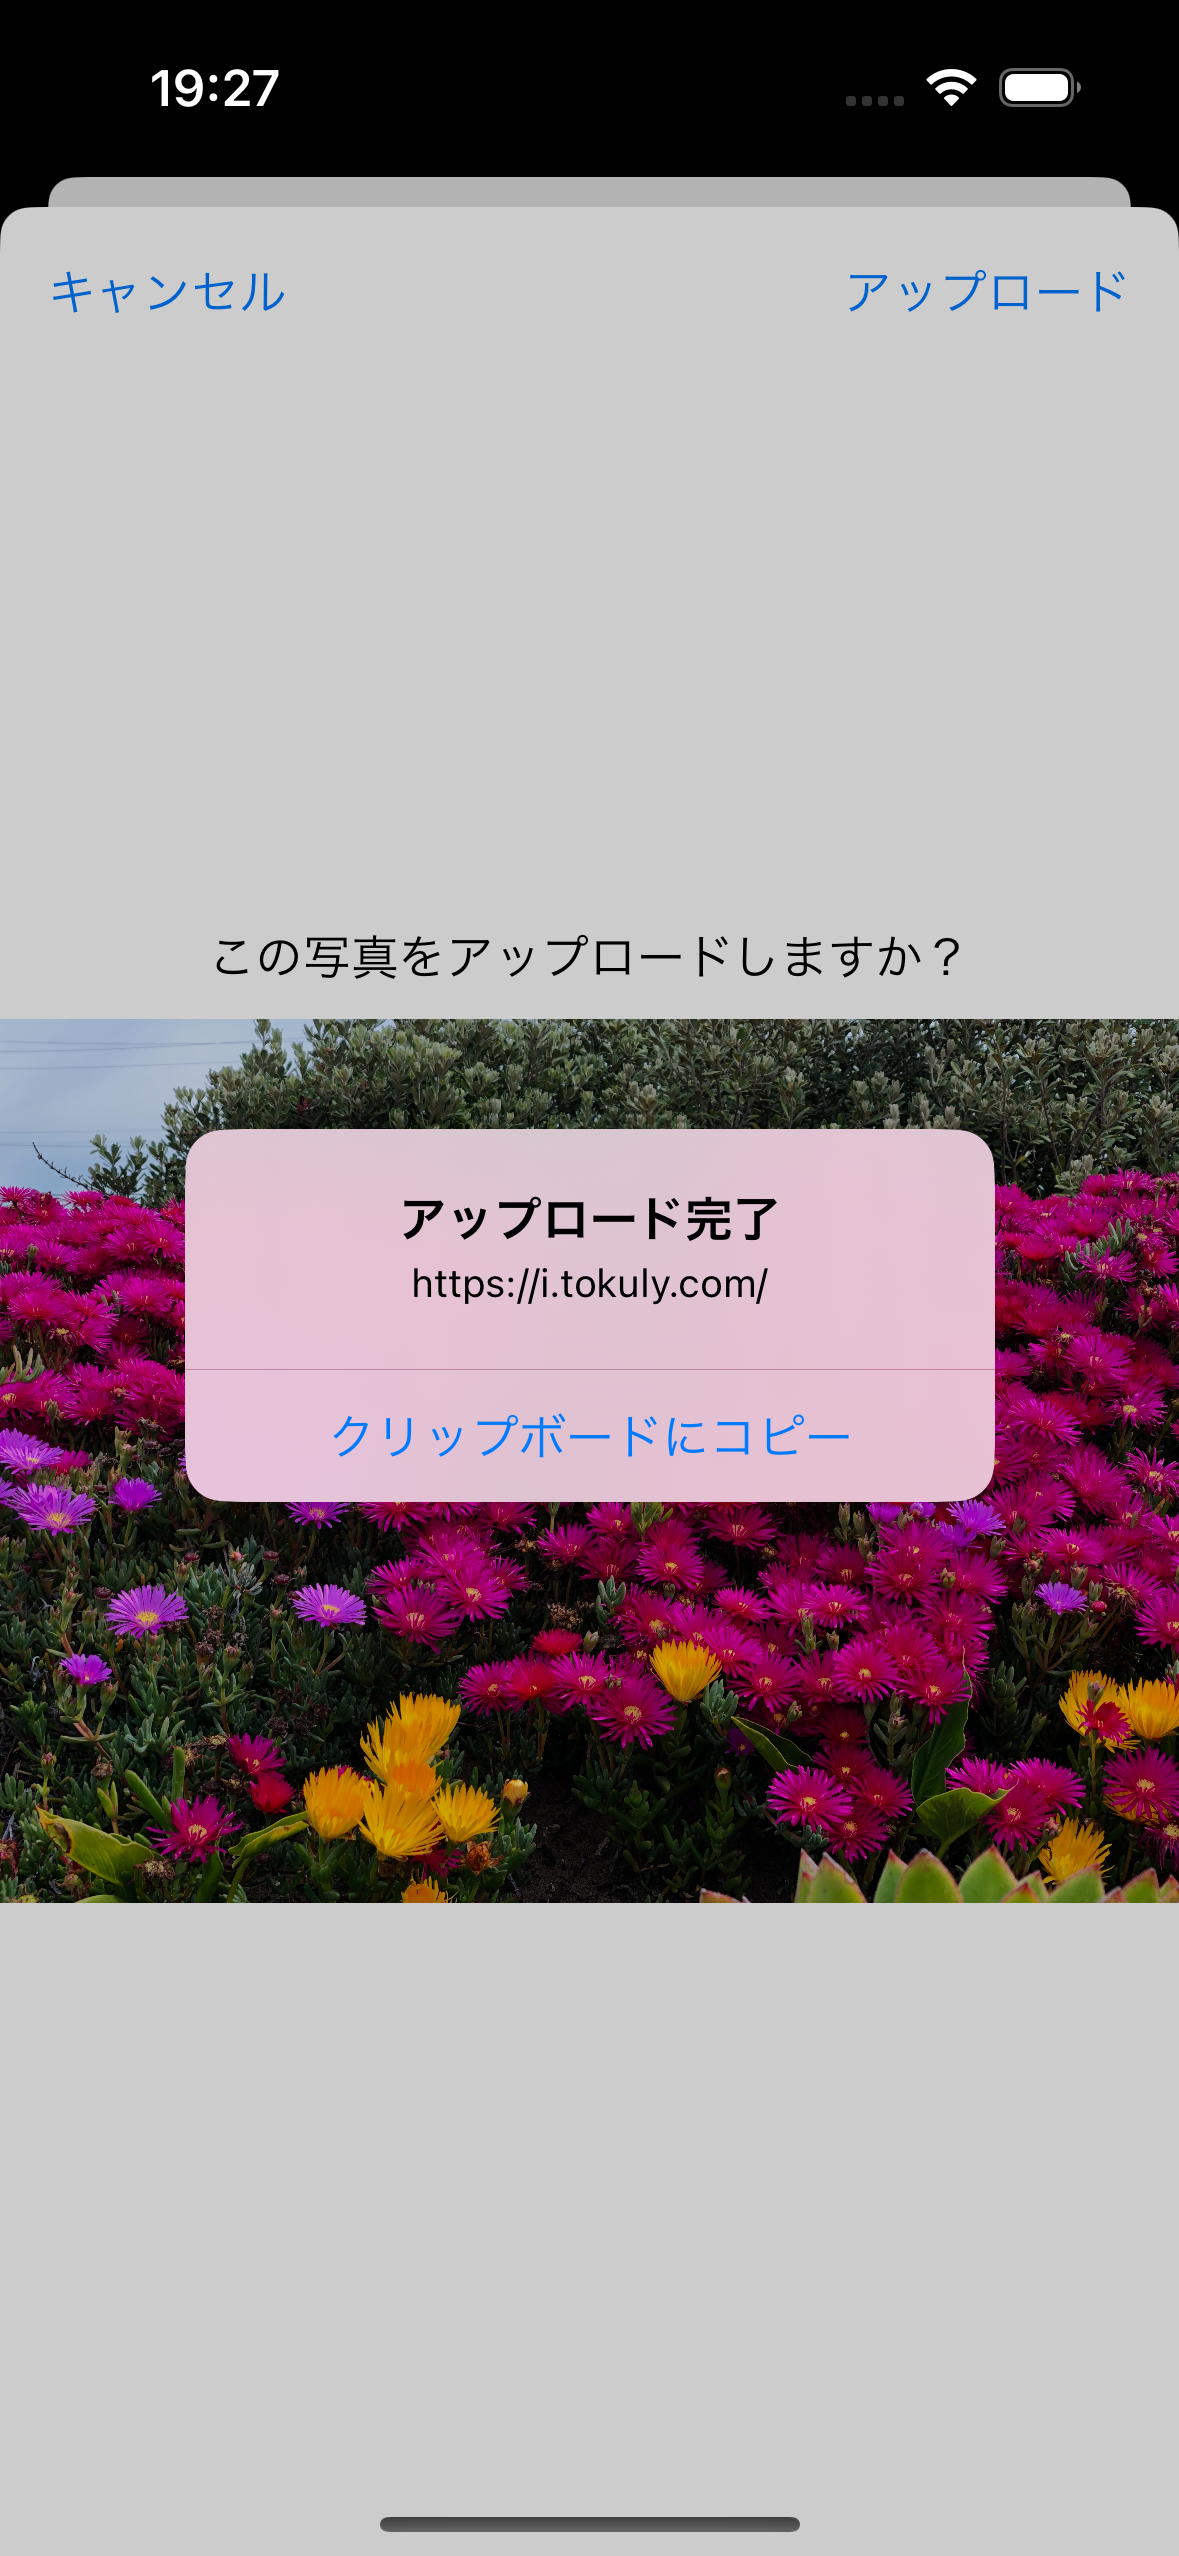 19:27
キャンセル アップロード
この写真をアップロードしますか？
アップロード完了
https://i.tokuly.com/
クリップボードにコピー